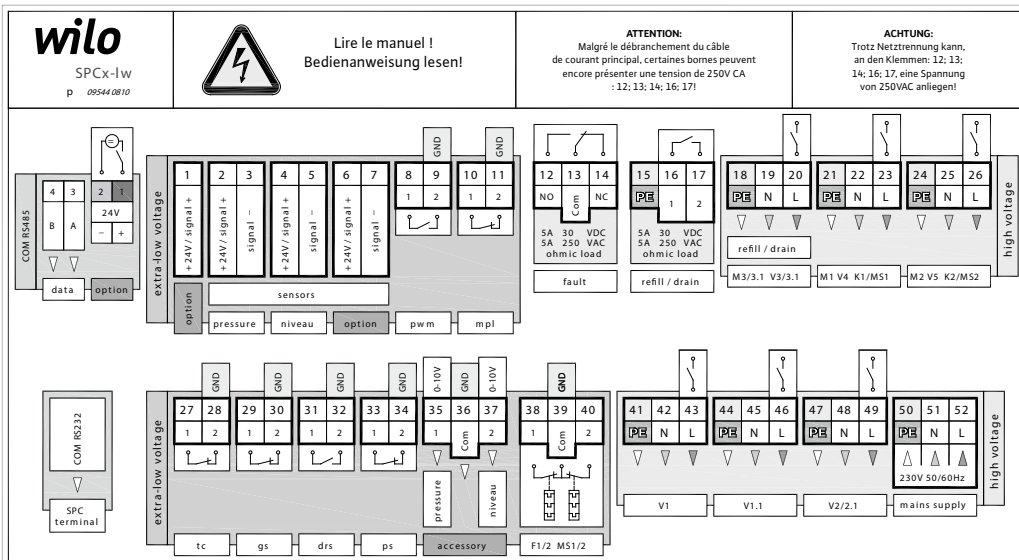 wilo
SPCx-lw
p 09544 0810
Lire le manuel !
Bedienanweisung lesen!
ATTENTION:
Malgré le débranchement du câble
de courant principal, certaines bornes peuvent
encore présenter une tension de 250V CA
: 12; 13; 14; 16; 17!
ACHTUNG:
Trotz Netztrennung kann,
an den Klemmen: 12; 13;
14; 16; 17, eine Spannung
von 250VAC anliegen!
COM RS485
4 3 2 1
B A 24V
– +
data option
extra-low voltage
GND GND
1 2 3 4 5 6 7 8 9 10 11
+24V / signal +
+24V / signal +
signal –
+24V / signal +
signal –
+24V / signal +
signal –
1 2 1 2
option
sensors
pressure niveau option pwm mpl
12 13 14
NO Com NC
5A 30 VDC
5A 250 VAC
ohmic load
fault
15 16 17
PE 1 2
5A 30 VDC
5A 250 VAC
ohmic load
refill / drain
18 19 20 21 22 23 24 25 26
PE N L PE N L PE N L
refill / drain
M3/3.1 V3/3.1 M1 V4 K1/MS1 M2 V5 K2/MS2
high voltage
COM RS232
SPC
terminal
extra-low voltage
GND GND GND GND 0-10V GND 0-10V GND
27 28 29 30 31 32 33 34 35 36 37 38 39 40
1 2 1 2 1 2 1 2 1 Com 2 1 Com 2
pressure niveau
tc gs drs ps accessory F1/2 MS1/2
41 42 43 44 45 46 47 48 49 50 51 52
PE N L PE N L PE N L PE N L
230V 50/60Hz
V1 V1.1 V2/2.1 mains supply
high voltage